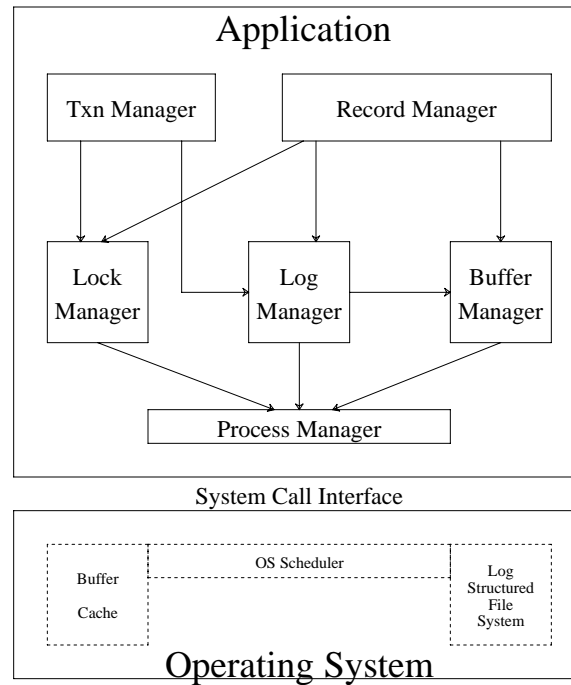 Application
Txn Manager
Record Manager
Lock
Manager
Log
Manager
Buffer
Manager
Process Manager
System Call Interface
Buffer
Cache
OS Scheduler
Log
Structured
File
System
Operating System